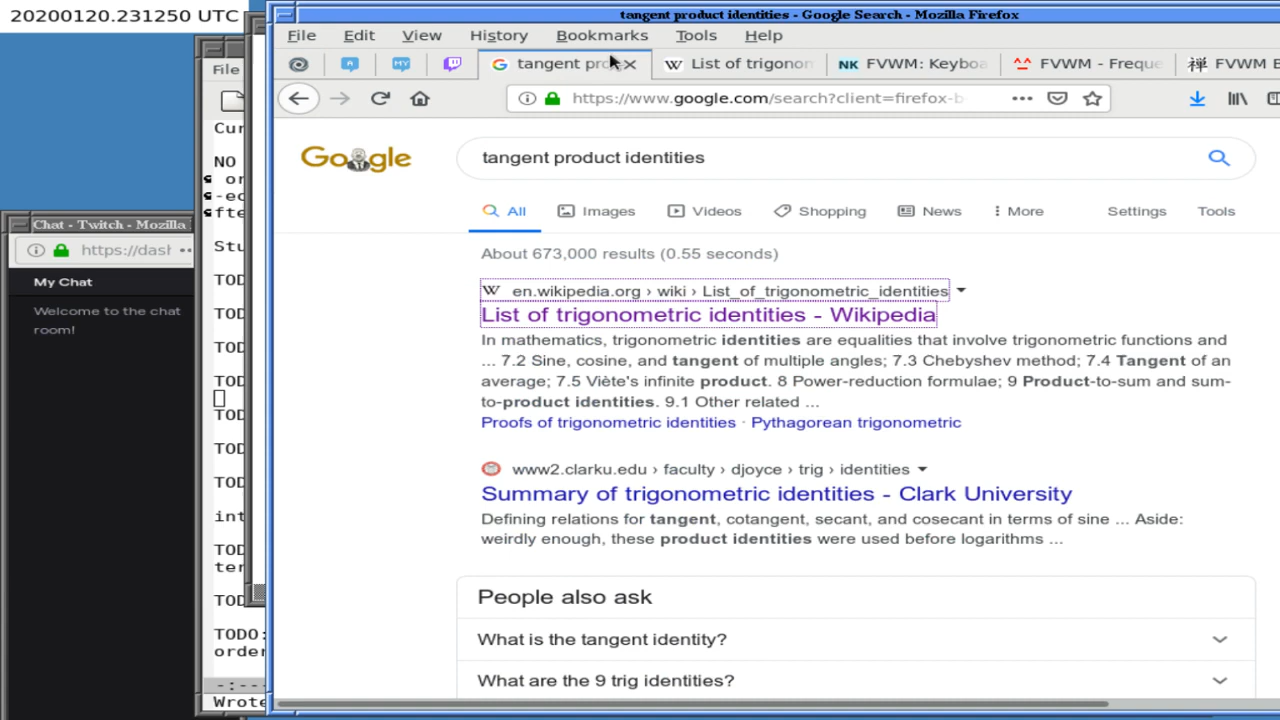 20200120.231250 UTC
tangent product identities - Google Search - Mozilla Firefox
File Edit View History Bookmarks Tools Help
tangent pro
List of trigonor
FVWM: Keyboa
FVWM - Freque
FVWM E
https://www.google.com/search?client=firefox-b
Google
tangent product identities
All Images Videos Shopping News More Settings Tools
About 673,000 results (0.55 seconds)
en.wikipedia.org › wiki › List_of_trigonometric_identities
List of trigonometric identities - Wikipedia
In mathematics, trigonometric identities are equalities that involve trigonometric functions and
... 7.2 Sine, cosine, and tangent of multiple angles; 7.3 Chebyshev method; 7.4 Tangent of an
average; 7.5 Viète's infinite product. 8 Power-reduction formulae; 9 Product-to-sum and sum-
to-product identities. 9.1 Other related ...
Proofs of trigonometric identities · Pythagorean trigonometric
www2.clarku.edu › faculty › djoyce › trig › identities
Summary of trigonometric identities - Clark University
Defining relations for tangent, cotangent, secant, and cosecant in terms of sine ... Aside:
weirdly enough, these product identities were used before logarithms ...
People also ask
What is the tangent identity?
What are the 9 trig identities?
File
Cur
NO
or
-ec
fte
Stu
TOD
TOD
TOD
TOD
TOD
TOD
TOD
int
TOD
ter
TOD
TODO:
order
-:---
Wrote
Chat - Twitch - Mozilla
https://dash
My Chat
Welcome to the chat
room!